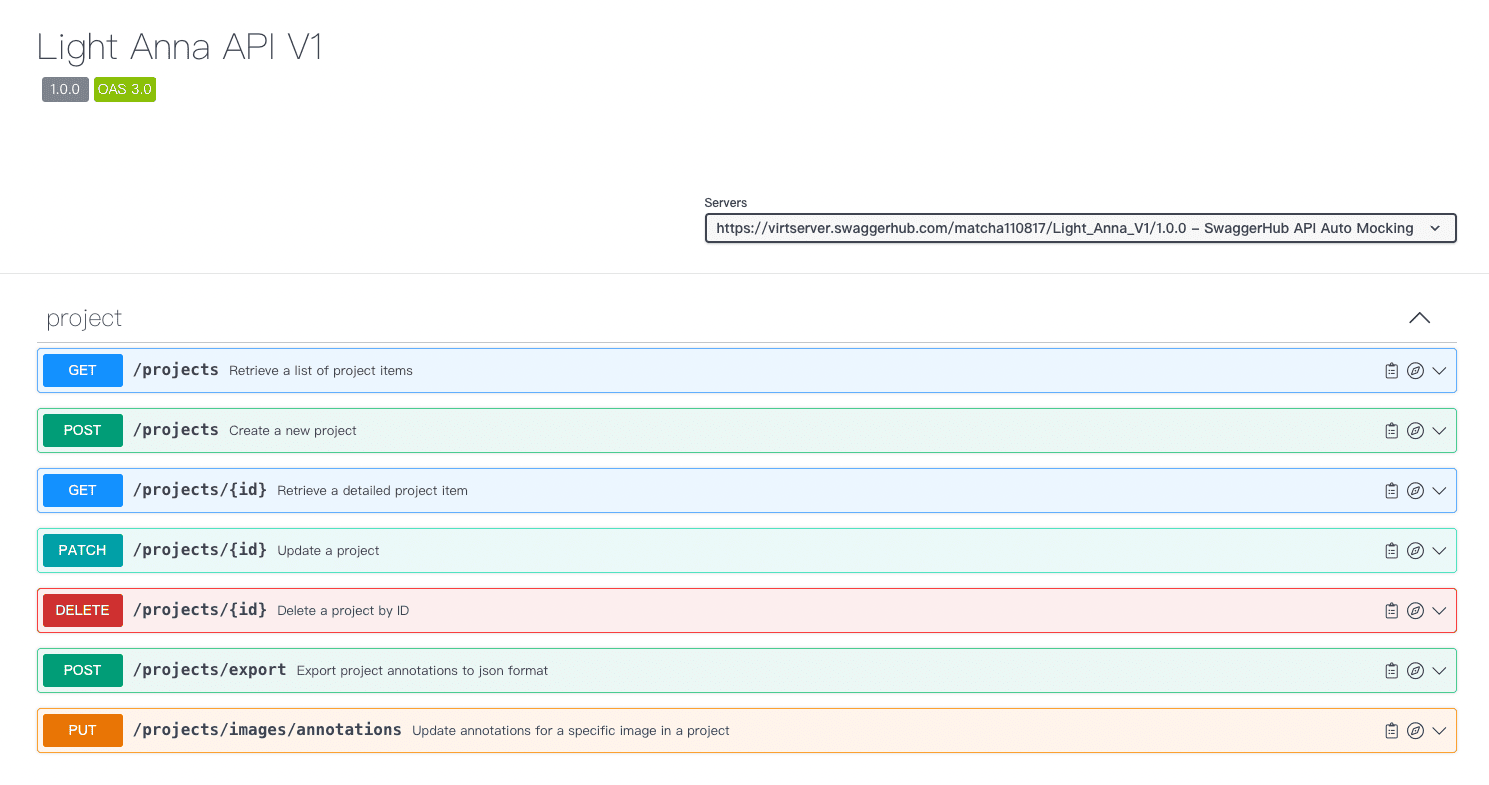 Light Anna API V1
1.0.0 OAS 3.0
Servers
https://virtserver.swaggerhub.com/matcha110817/Light_Anna_V1/1.0.0 – SwaggerHub API Auto Mocking
project
GET /projects Retrieve a list of project items
POST /projects Create a new project
GET /projects/{id} Retrieve a detailed project item
PATCH /projects/{id} Update a project
DELETE /projects/{id} Delete a project by ID
POST /projects/export Export project annotations to json format
PUT /projects/images/annotations Update annotations for a specific image in a project